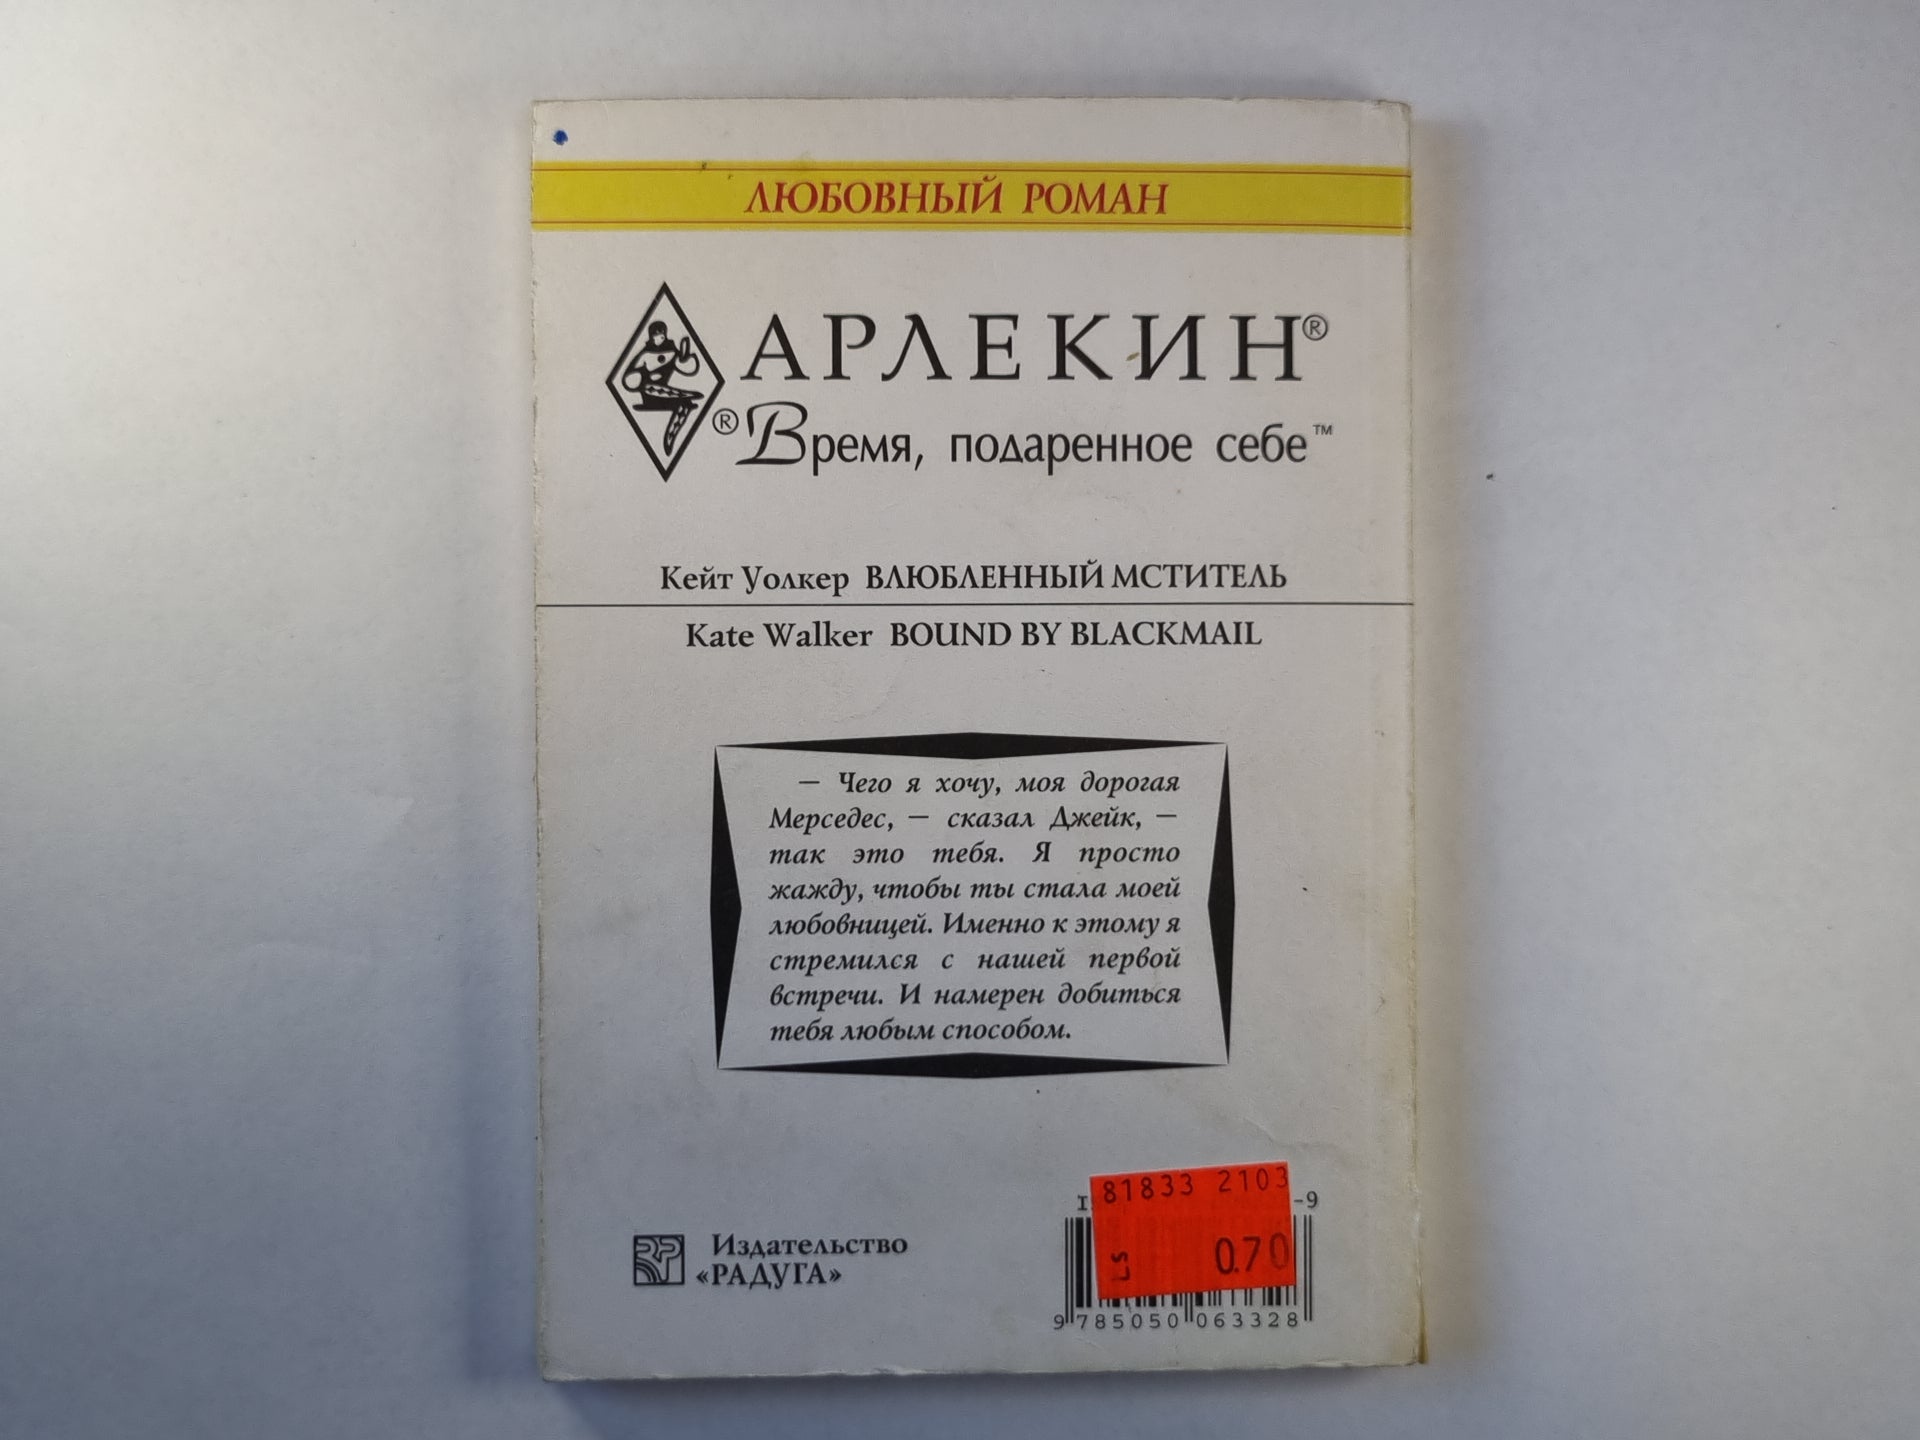 ЛЮБОВНЫЙ РОМАН
АРЛЕКИН®
® Время, подаренное себе™
Кейт Уолкер ВЛЮБЛЕННЫЙ МСТИТЕЛЬ
Kate Walker BOUND BY BLACKMAIL
— Чего я хочу, моя дорогая
Мерседес, — сказал Джейк, —
так это тебя. Я просто
жажду, чтобы ты стала моей
любовницей. Именно к этому я
стремился с нашей первой
встречи. И намерен добиться
тебя любым способом.
Издательство
«РАДУГА»
81833 2103
-9
LS 0.70
9 785050 063328